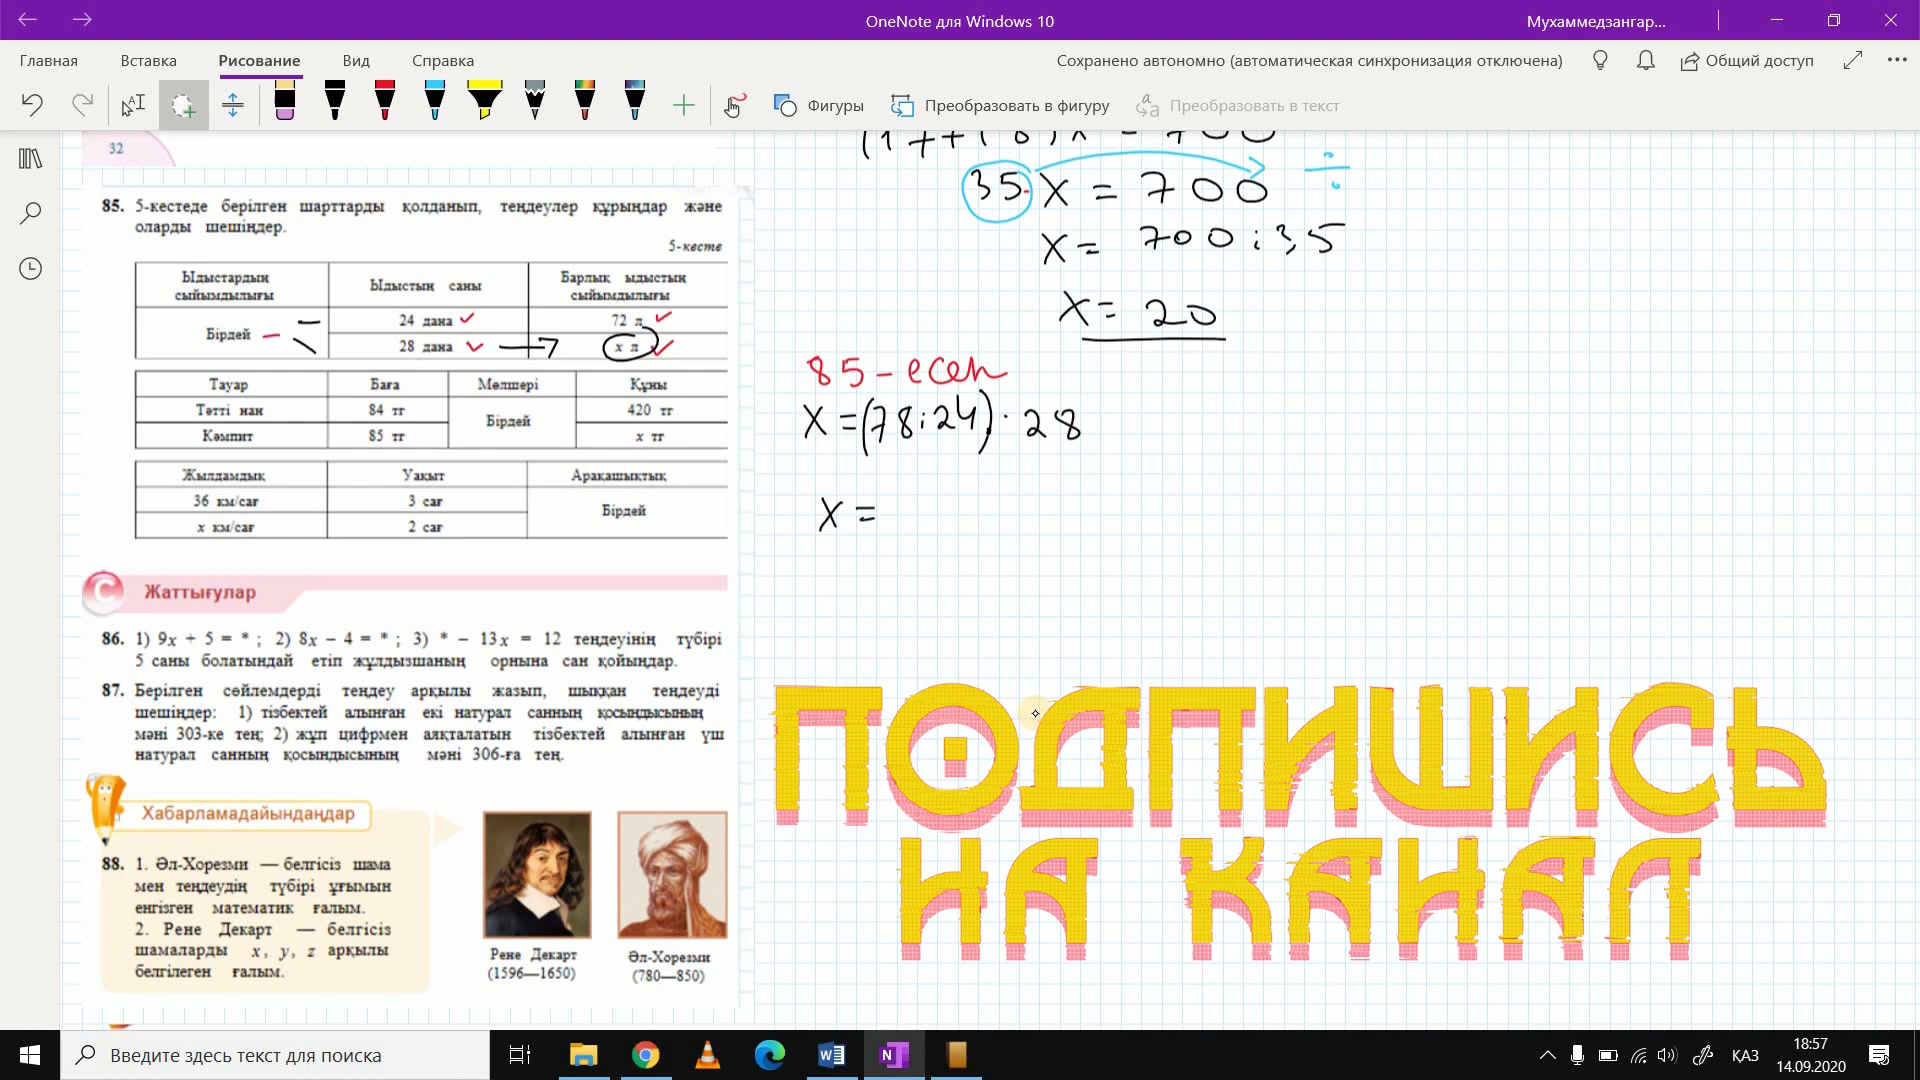 OneNote для Windows 10
Мухаммедзангар...
Главная Вставка Рисование Вид Справка
Сохранено автономно (автоматическая синхронизация отключена)
Общий доступ
Фигуры
Преобразовать в фигуру
Преобразовать в текст
32
85. 5-кестеде берілген шарттарды қолданып, теңдеулер құрыңдар және
оларды шешіңдер.
5-кесте
Ыдыстардың сыйымдылығы Ыдыстың саны Барлық ыдыстың сыйымдылығы
Бірдей 24 дана 72 л
28 дана x л
Тауар Баға Мөлшері Құны
Тәтті нан 84 тг Бірдей 420 тг
Кәмпит 85 тг x тг
Жылдамдық Уақыт Арақашықтық
36 км/сағ 3 сағ Бірдей
x км/сағ 2 сағ
C Жаттығулар
86. 1) 9x + 5 = * ; 2) 8x − 4 = * ; 3) * − 13x = 12 теңдеуінің түбірі
5 саны болатындай етіп жұлдызшаның орнына сан қойыңдар.
87. Берілген сөйлемдерді теңдеу арқылы жазып, шыққан теңдеуді
шешіңдер: 1) тізбектей алынған екі натурал санның қосындысының
мәні 303-ке тең; 2) жұп цифрмен аяқталатын тізбектей алынған үш
натурал санның қосындысының мәні 306-ға тең.
Хабарламадайындаңдар
88. 1. Әл-Хорезми — белгісіз шама
мен теңдеудің түбірі ұғымын
енгізген математик ғалым.
2. Рене Декарт — белгісіз
шамаларды x, y, z арқылы
белгілеген ғалым.
Рене Декарт
(1596—1650)
Әл-Хорезми
(780—850)
35·x = 700
x = 700 : 35
x = 20
85-есеп
x = (78:24)·28
x =
ПОДПИШИСЬ
НА КАНАЛ
Введите здесь текст для поиска
ҚАЗ
18:57
14.09.2020